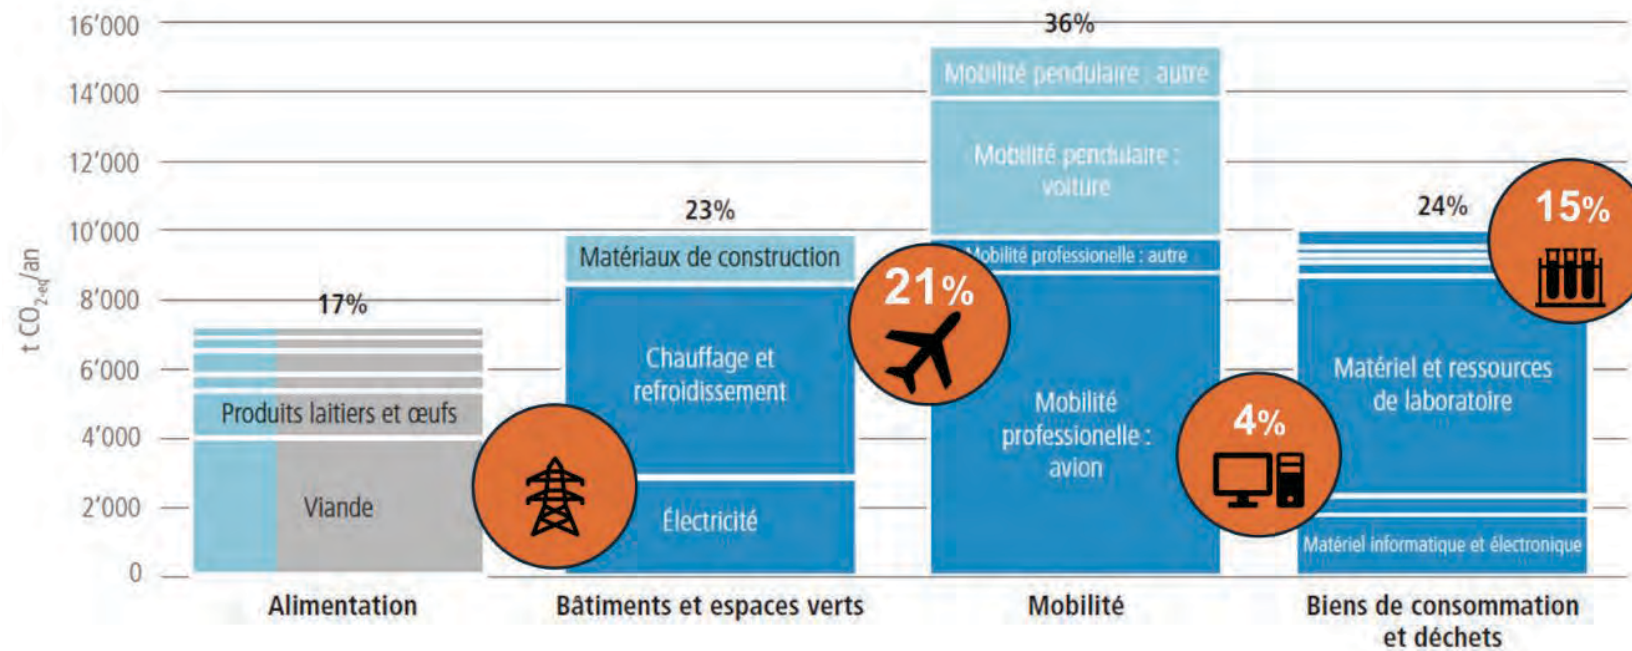 16’000
14’000
12’000
10’000
8’000
6’000
4’000
2’000
0
t CO2-eq/an
17%
Produits laitiers et œufs
Viande
Alimentation
23%
Matériaux de construction
Chauffage et
refroidissement
Électricité
Bâtiments et espaces verts
21%
36%
Mobilité pendulaire : autre
Mobilité pendulaire :
voiture
Mobilité professionelle : autre
Mobilité
professionelle :
avion
Mobilité
4%
24%
15%
Matériel et ressources
de laboratoire
Matériel informatique et électronique
Biens de consommation
et déchets